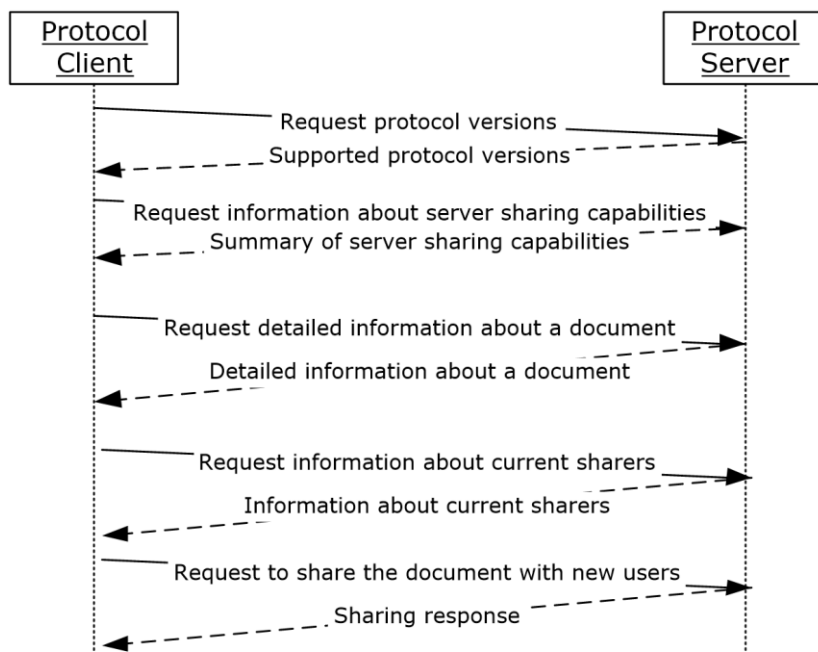 Protocol
Client
Protocol
Server
Request protocol versions
Supported protocol versions
Request information about server sharing capabilities
Summary of server sharing capabilities
Request detailed information about a document
Detailed information about a document
Request information about current sharers
Information about current sharers
Request to share the document with new users
Sharing response